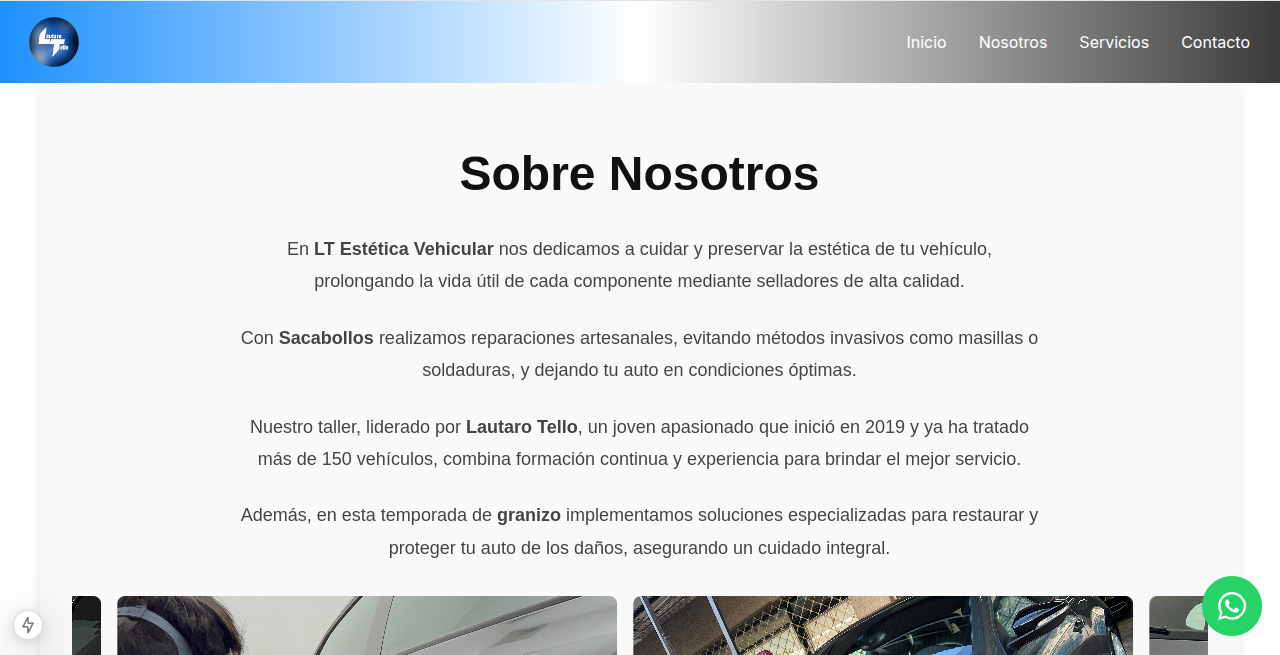 Lautaro
Tello
Inicio Nosotros Servicios Contacto
Sobre Nosotros
En LT Estética Vehicular nos dedicamos a cuidar y preservar la estética de tu vehículo,
prolongando la vida útil de cada componente mediante selladores de alta calidad.
Con Sacabollos realizamos reparaciones artesanales, evitando métodos invasivos como masillas o
soldaduras, y dejando tu auto en condiciones óptimas.
Nuestro taller, liderado por Lautaro Tello, un joven apasionado que inició en 2019 y ya ha tratado
más de 150 vehículos, combina formación continua y experiencia para brindar el mejor servicio.
Además, en esta temporada de granizo implementamos soluciones especializadas para restaurar y
proteger tu auto de los daños, asegurando un cuidado integral.